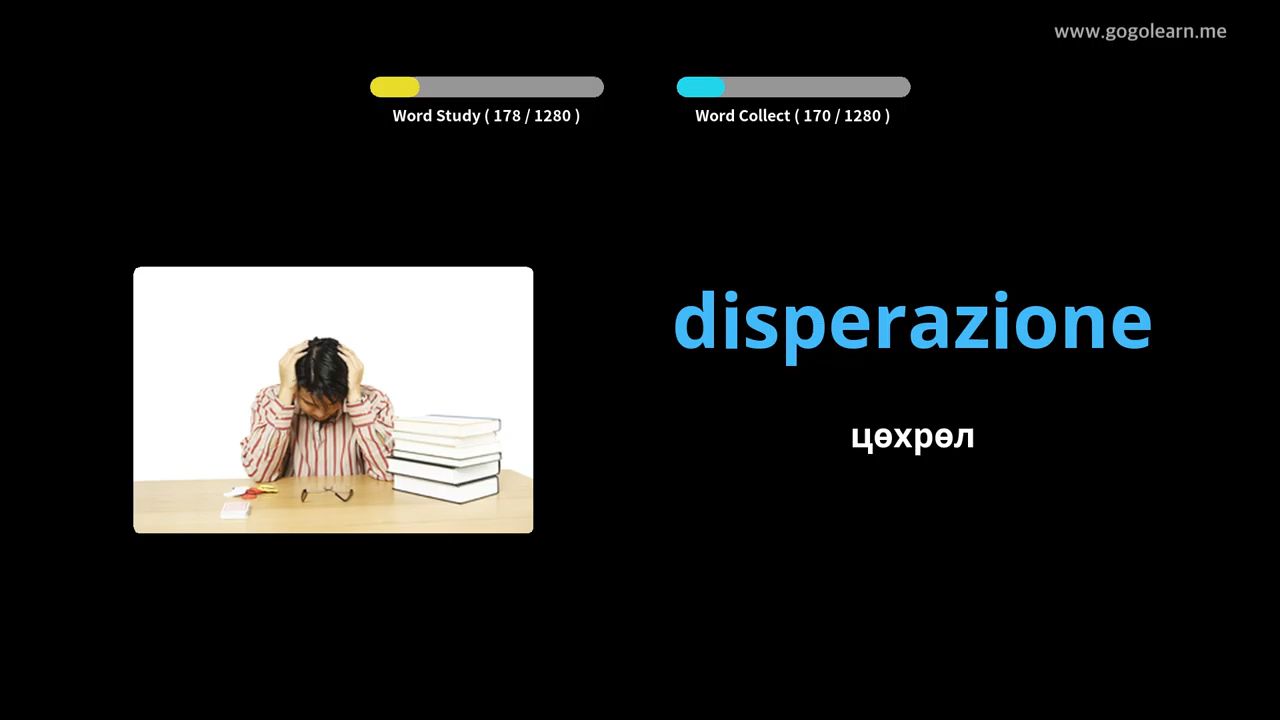 www.gogolearn.me
Word Study ( 178 / 1280 )
Word Collect ( 170 / 1280 )
disperazione
цөхрөл